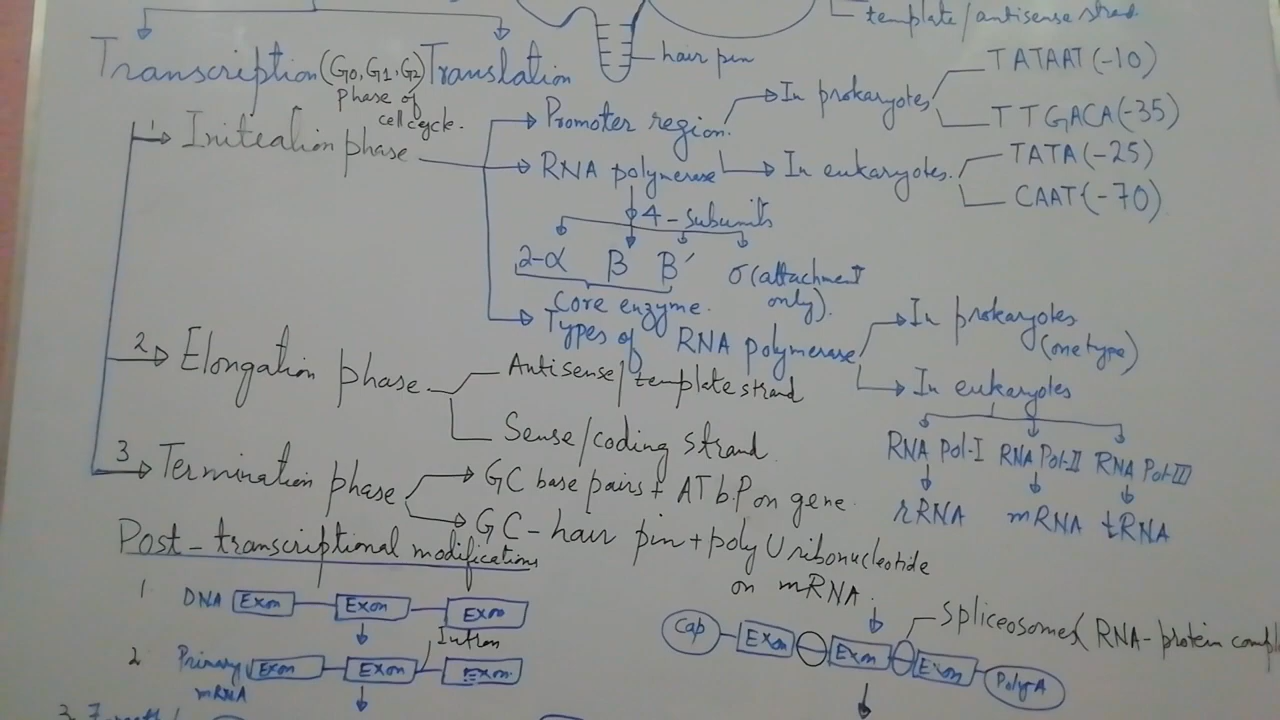 template/antisense strad.
hair pin
Transcription (G0, G1, G2) Translation
phase of
cell cycle.
1 Initeation phase
Promoter region.
In prokaryotes
TATAAT (-10)
TTGACA (-35)
In eukaryotes.
TATA (-25)
CAAT (-70)
RNA polymerase
4 - subunits
2-α β β′ σ (attachment
only).
Core enzyme.
Types of RNA polymerase
In prokaryotes
(one type)
In eukaryotes
RNA Pol-I RNA Pol-II RNA Pol-III
rRNA mRNA tRNA
2 Elongation phase
Antisense/template strand
Sense/coding strand
3 Termination phase
GC base pairs + AT b.P on gene.
GC - hair pin + poly U ribonucleotide
on mRNA.
Post-transcriptional modifications
1 DNA Exon Exon Exon
Intron
2 Primary Exon Exon Exon
mRNA
Spliceosomes (RNA-protein compl
Cap Exon Exon Exon Poly A
3